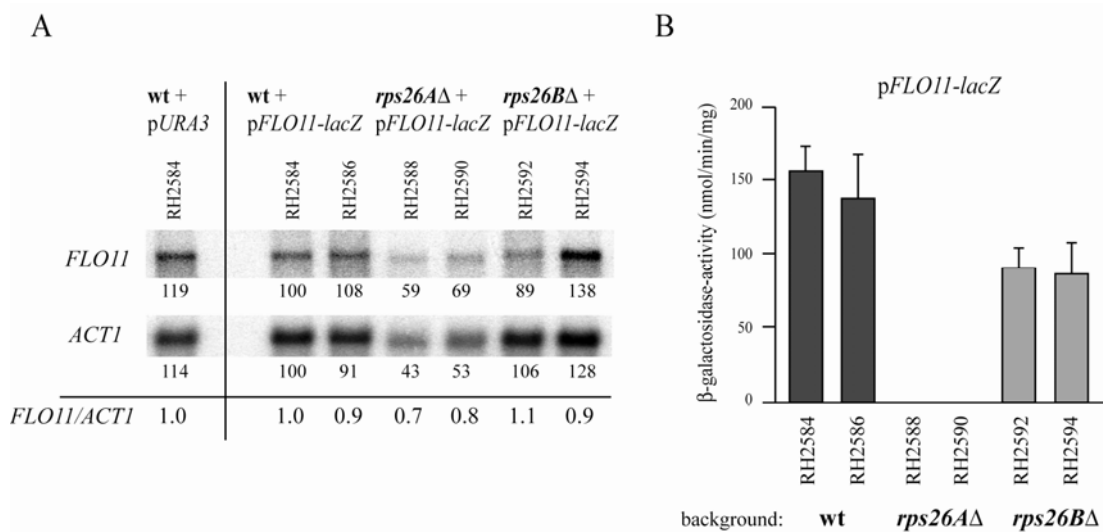 A
wt + wt + rps26AΔ + rps26BΔ +
pURA3 pFLO11-lacZ pFLO11-lacZ pFLO11-lacZ
RH2584 RH2584 RH2586 RH2588 RH2590 RH2592 RH2594
FLO11
119 100 108 59 69 89 138
ACT1
114 100 91 43 53 106 128
FLO11/ACT1 1.0 1.0 0.9 0.7 0.8 1.1 0.9
B
pFLO11-lacZ
β-galactosidase-activity (nmol/min/mg)
200
150
100
50
0
RH2584 RH2586 RH2588 RH2590 RH2592 RH2594
background: wt rps26AΔ rps26BΔ